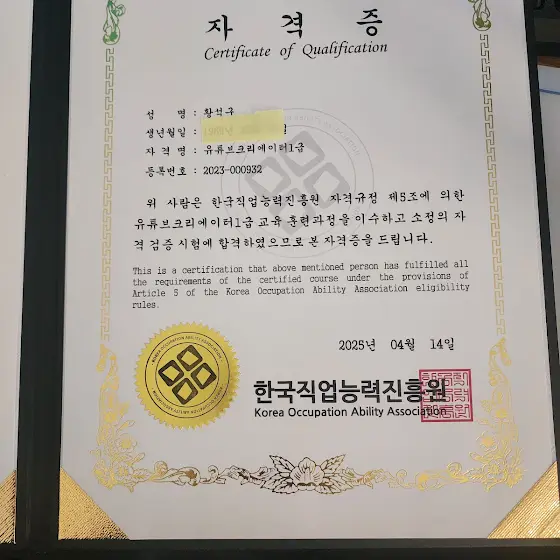 자 격 증
Certificate of Qualification
성 명 : 황석구
생년월일 : 일
자 격 명 : 유튜브크리에이터1급
등록번호 : 2023-000932
위 사람은 한국직업능력진흥원 자격규정 제5조에 의한
유튜브크리에이터1급 교육 훈련과정을 이수하고 소정의 자
격 검증 시험에 합격하였으므로 본 자격증을 드립니다.
This is a certification that above mentioned person has fulfilled all
the requirements of the certified course under the provisions of
Article 5 of the Korea Occupation Ability Association eligibility
rules.
2025년 04월 14일
KOREA OCCUPATION ABILITY ASSOCIATION
한국직업능력진흥원
Korea Occupation Ability Association